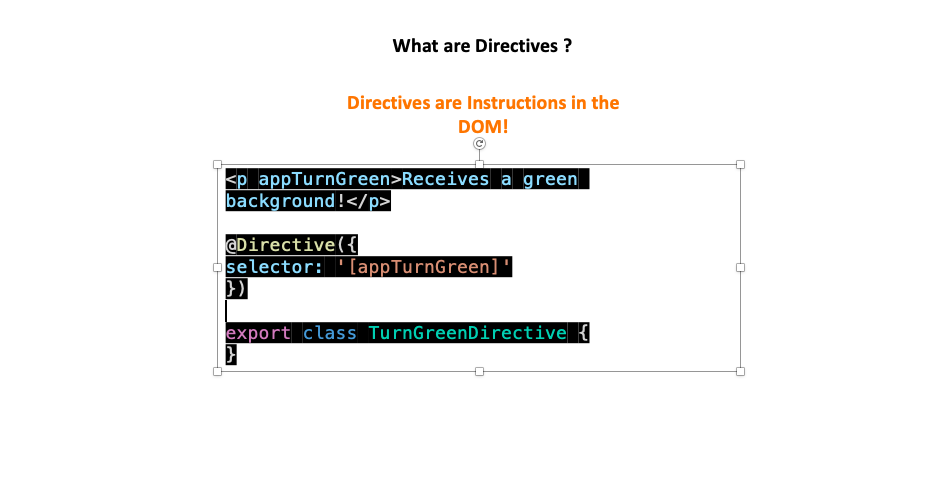 What are Directives ?
Directives are Instructions in the
DOM!
<p appTurnGreen>Receives a green
background!</p>
@Directive({
selector: '[appTurnGreen]'
})
export class TurnGreenDirective {
}